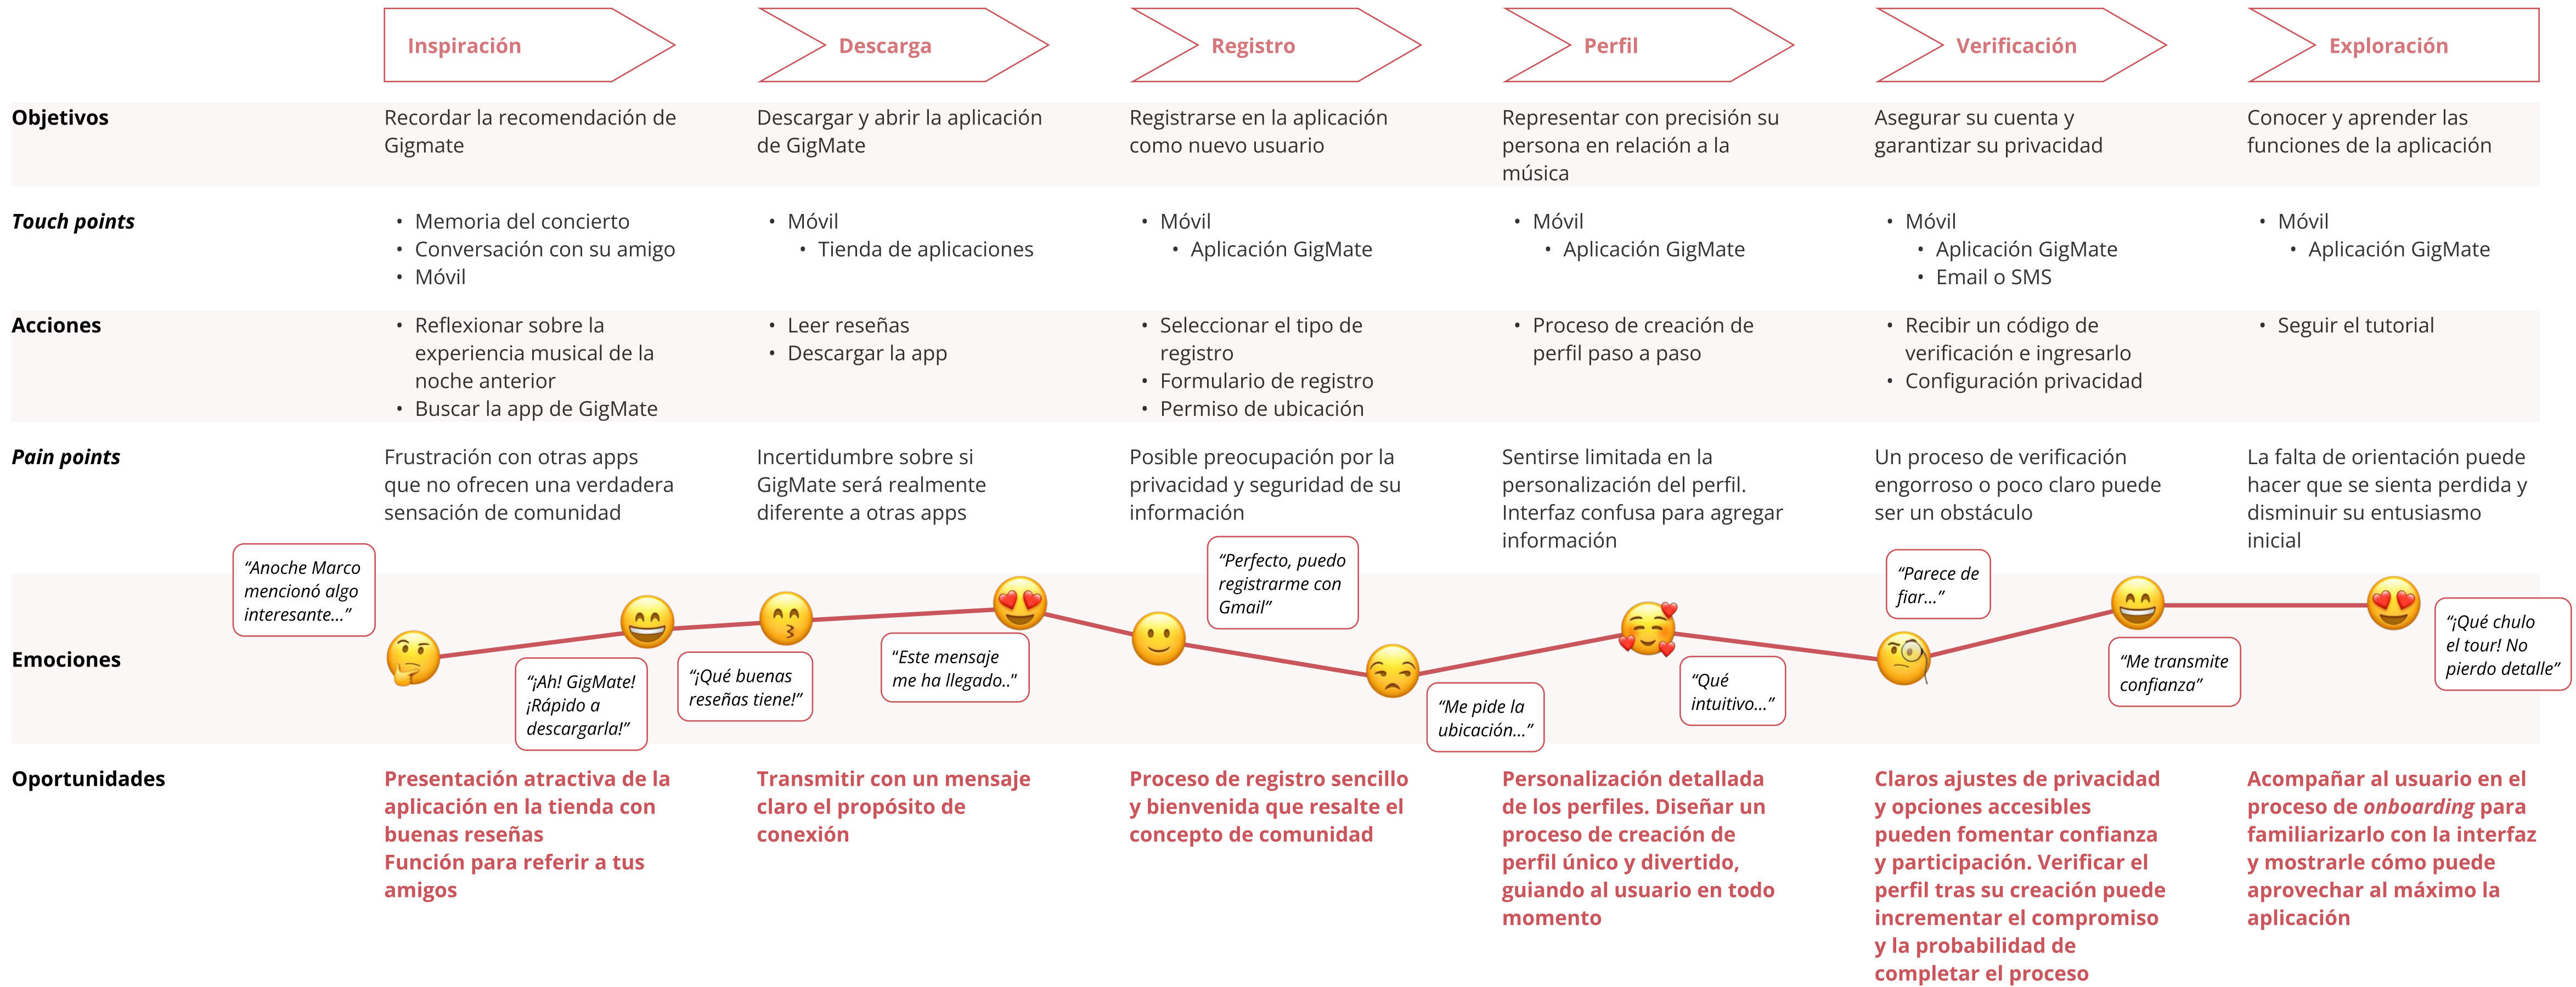 Inspiración
Descarga
Registro
Perfil
Verificación
Exploración
Objetivos
Recordar la recomendación de
Gigmate
Descargar y abrir la aplicación
de GigMate
Registrarse en la aplicación
como nuevo usuario
Representar con precisión su
persona en relación a la
música
Asegurar su cuenta y
garantizar su privacidad
Conocer y aprender las
funciones de la aplicación
Touch points
• Memoria del concierto
• Conversación con su amigo
• Móvil
• Móvil
• Tienda de aplicaciones
• Móvil
• Aplicación GigMate
• Móvil
• Aplicación GigMate
• Móvil
• Aplicación GigMate
• Email o SMS
• Móvil
• Aplicación GigMate
Acciones
• Reflexionar sobre la
experiencia musical de la
noche anterior
• Buscar la app de GigMate
• Leer reseñas
• Descargar la app
• Seleccionar el tipo de
registro
• Formulario de registro
• Permiso de ubicación
• Proceso de creación de
perfil paso a paso
• Recibir un código de
verificación e ingresarlo
• Configuración privacidad
• Seguir el tutorial
Pain points
Frustración con otras apps
que no ofrecen una verdadera
sensación de comunidad
Incertidumbre sobre si
GigMate será realmente
diferente a otras apps
Posible preocupación por la
privacidad y seguridad de su
información
Sentirse limitada en la
personalización del perfil.
Interfaz confusa para agregar
información
Un proceso de verificación
engorroso o poco claro puede
ser un obstáculo
La falta de orientación puede
hacer que se sienta perdida y
disminuir su entusiasmo
inicial
Emociones
“Anoche Marco
mencionó algo
interesante...”
“¡Ah! GigMate!
¡Rápido a
descargarla!”
“¡Qué buenas
reseñas tiene!”
“Este mensaje
me ha llegado..”
“Perfecto, puedo
registrarme con
Gmail”
“Me pide la
ubicación...”
“Qué
intuitivo...”
“Parece de
fiar...”
“Me transmite
confianza”
“¡Qué chulo
el tour! No
pierdo detalle”
Oportunidades
Presentación atractiva de la
aplicación en la tienda con
buenas reseñas
Función para referir a tus
amigos
Transmitir con un mensaje
claro el propósito de
conexión
Proceso de registro sencillo
y bienvenida que resalte el
concepto de comunidad
Personalización detallada
de los perfiles. Diseñar un
proceso de creación de
perfil único y divertido,
guiando al usuario en todo
momento
Claros ajustes de privacidad
y opciones accesibles
pueden fomentar confianza
y participación. Verificar el
perfil tras su creación puede
incrementar el compromiso
y la probabilidad de
completar el proceso
Acompañar al usuario en el
proceso de onboarding para
familiarizarlo con la interfaz
y mostrarle cómo puede
aprovechar al máximo la
aplicación